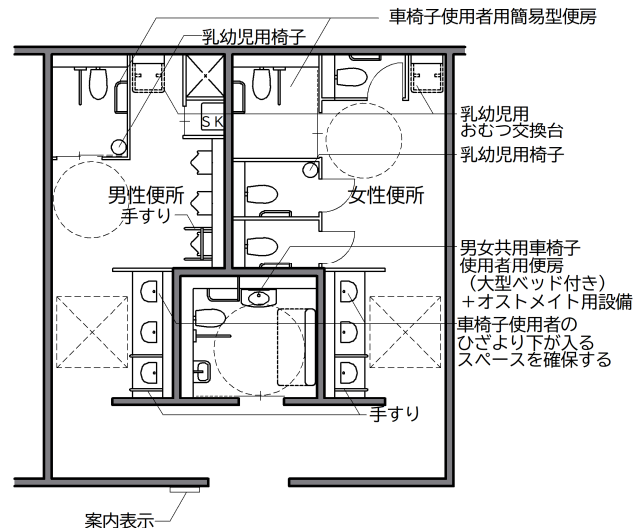 車椅子使用者用簡易型便房
乳幼児用椅子
乳幼児用
おむつ交換台
SK
乳幼児用椅子
男性便所
女性便所
手すり
男女共用車椅子
使用者用便房
（大型ベッド付き）
＋オストメイト用設備
車椅子使用者の
ひざより下が入る
スペースを確保する
手すり
案内表示